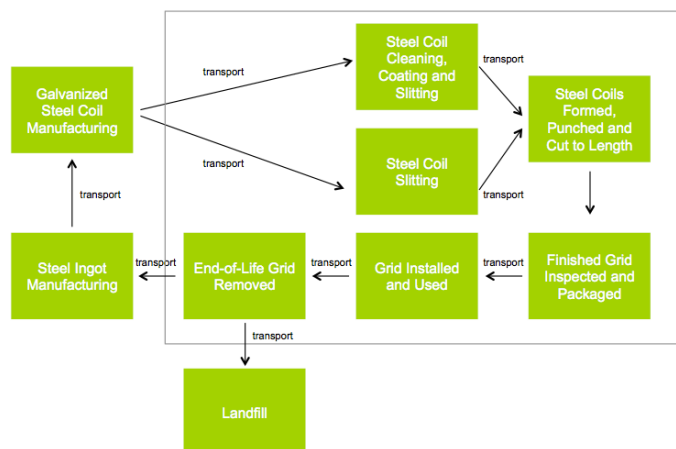 Steel Coil
Cleaning,
Coating and
Slitting
transport
transport
Galvanized
Steel Coil
Manufacturing
Steel Coils
Formed,
Punched and
Cut to Length
transport
Steel Coil
Slitting
transport
transport
Steel Ingot
Manufacturing
transport
End-of-Life Grid
Removed
transport
Grid Installed
and Used
transport
Finished Grid
Inspected and
Packaged
transport
Landfill